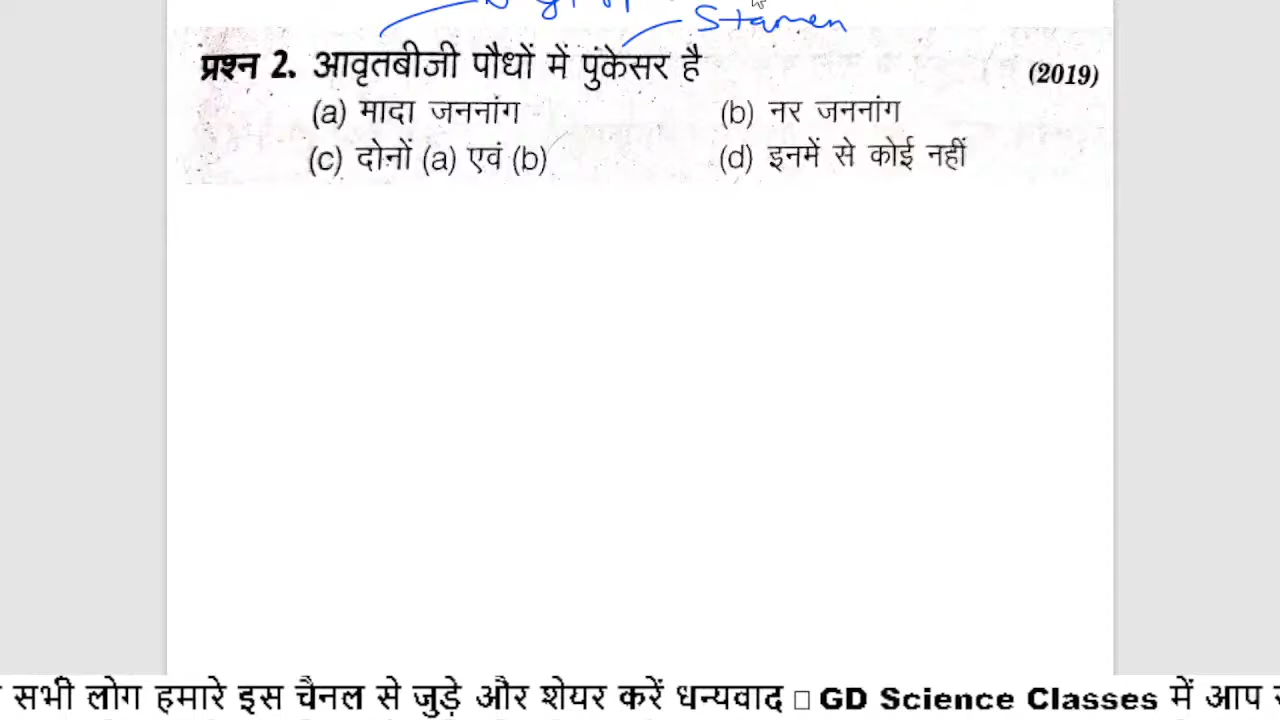 Stamen
प्रश्न 2. आवृतबीजी पौधों में पुंकेसर है (2019)
(a) मादा जननांग (b) नर जननांग
(c) दोनों (a) एवं (b) (d) इनमें से कोई नहीं
सभी लोग हमारे इस चैनल से जुड़े और शेयर करें धन्यवाद GD Science Classes में आप